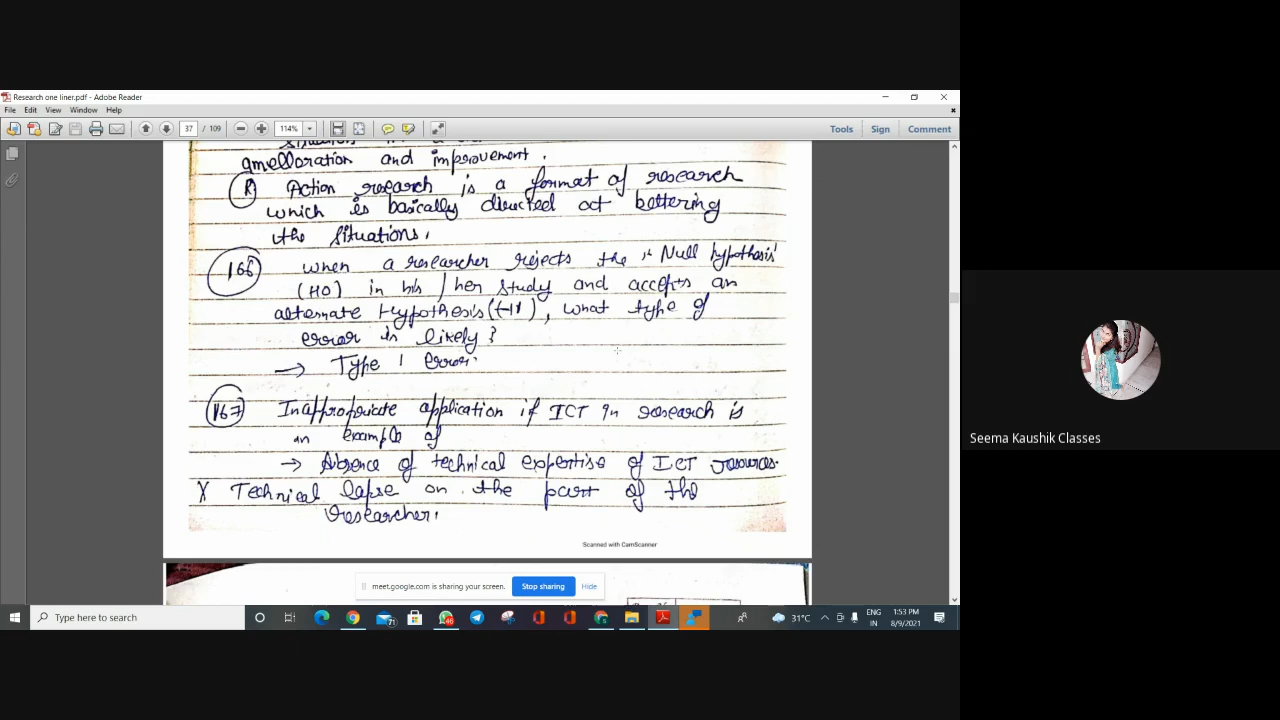 Research one liner.pdf - Adobe Reader
File Edit View Window Help
37 / 109 114% Tools Sign Comment
amelloration and improvement.
(R) Action research is a format of research
which is basically directed at bettering
the situations.
166 when a researcher rejects the "Null hypothesis'
(HO) in his / her study and accepts an
alternate Hypothesis (H1), what type of
error is likely?
→ Type 1 error.
167 Inappropriate application if ICT in research is
an example of
→ Absence of technical expertise of ICT resources.
X Technical lapse on the part of the
researcher.
Scanned with CamScanner
meet.google.com is sharing your screen. Stop sharing Hide
Type here to search
71
46
31°C
ENG
IN
1:53 PM
8/9/2021
Seema Kaushik Classes